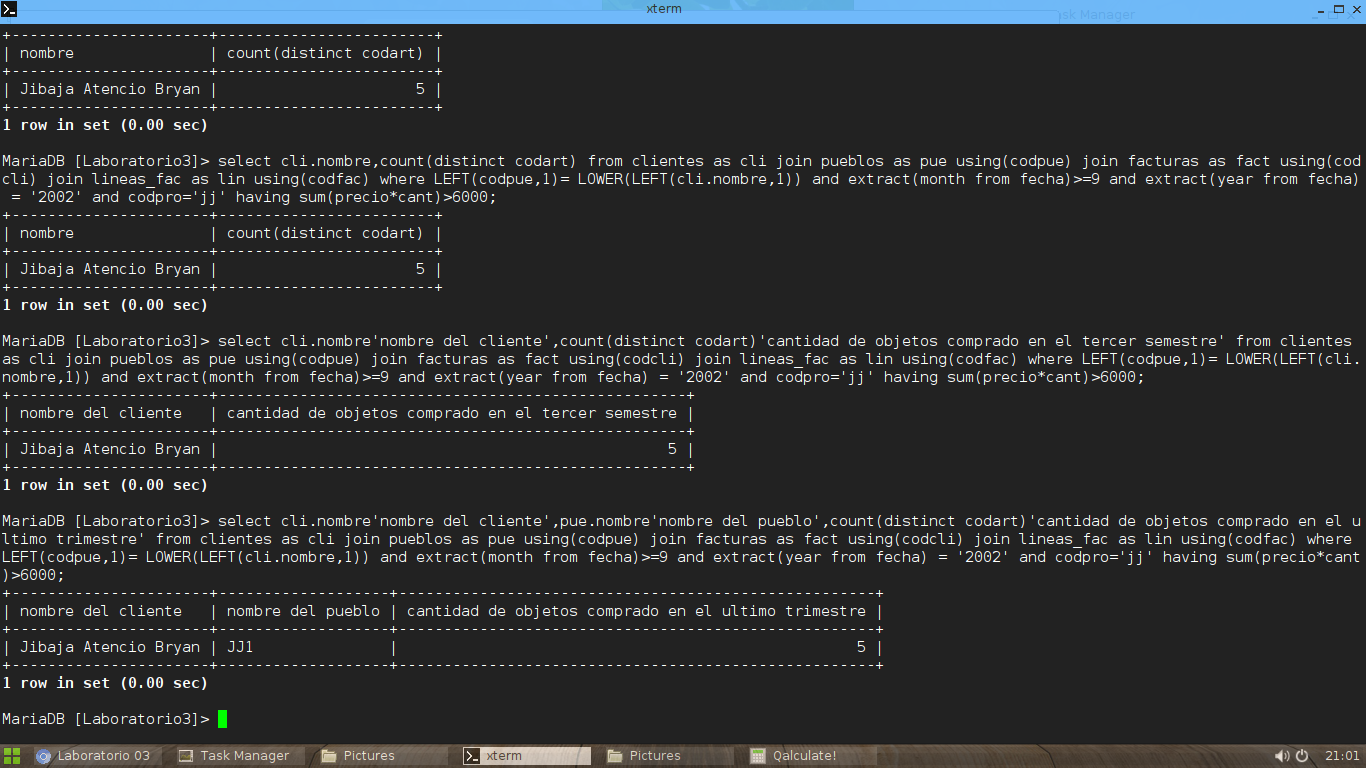 xterm
ask Manager
+----------------------+------------------------+
| nombre               | count(distinct codart) |
+----------------------+------------------------+
| Jibaja Atencio Bryan |                      5 |
+----------------------+------------------------+
1 row in set (0.00 sec)
MariaDB [Laboratorio3]> select cli.nombre,count(distinct codart) from clientes as cli join pueblos as pue using(codpue) join facturas as fact using(cod
cli) join lineas_fac as lin using(codfac) where LEFT(codpue,1)= LOWER(LEFT(cli.nombre,1)) and extract(month from fecha)>=9 and extract(year from fecha)
 = '2002' and codpro='jj' having sum(precio*cant)>6000;
+----------------------+------------------------+
| nombre               | count(distinct codart) |
+----------------------+------------------------+
| Jibaja Atencio Bryan |                      5 |
+----------------------+------------------------+
1 row in set (0.00 sec)
MariaDB [Laboratorio3]> select cli.nombre'nombre del cliente',count(distinct codart)'cantidad de objetos comprado en el tercer semestre' from clientes
as cli join pueblos as pue using(codpue) join facturas as fact using(codcli) join lineas_fac as lin using(codfac) where LEFT(codpue,1)= LOWER(LEFT(cli.
nombre,1)) and extract(month from fecha)>=9 and extract(year from fecha) = '2002' and codpro='jj' having sum(precio*cant)>6000;
+----------------------+----------------------------------------------------+
| nombre del cliente   | cantidad de objetos comprado en el tercer semestre |
+----------------------+----------------------------------------------------+
| Jibaja Atencio Bryan |                                                  5 |
+----------------------+----------------------------------------------------+
1 row in set (0.00 sec)
MariaDB [Laboratorio3]> select cli.nombre'nombre del cliente',pue.nombre'nombre del pueblo',count(distinct codart)'cantidad de objetos comprado en el u
ltimo trimestre' from clientes as cli join pueblos as pue using(codpue) join facturas as fact using(codcli) join lineas_fac as lin using(codfac) where
LEFT(codpue,1)= LOWER(LEFT(cli.nombre,1)) and extract(month from fecha)>=9 and extract(year from fecha) = '2002' and codpro='jj' having sum(precio*cant
)>6000;
+----------------------+-------------------+-----------------------------------------------------+
| nombre del cliente   | nombre del pueblo | cantidad de objetos comprado en el ultimo trimestre |
+----------------------+-------------------+-----------------------------------------------------+
| Jibaja Atencio Bryan | JJ1               |                                                   5 |
+----------------------+-------------------+-----------------------------------------------------+
1 row in set (0.00 sec)
MariaDB [Laboratorio3]>
Laboratorio 03 Task Manager Pictures xterm Pictures Qalculate! 21:01